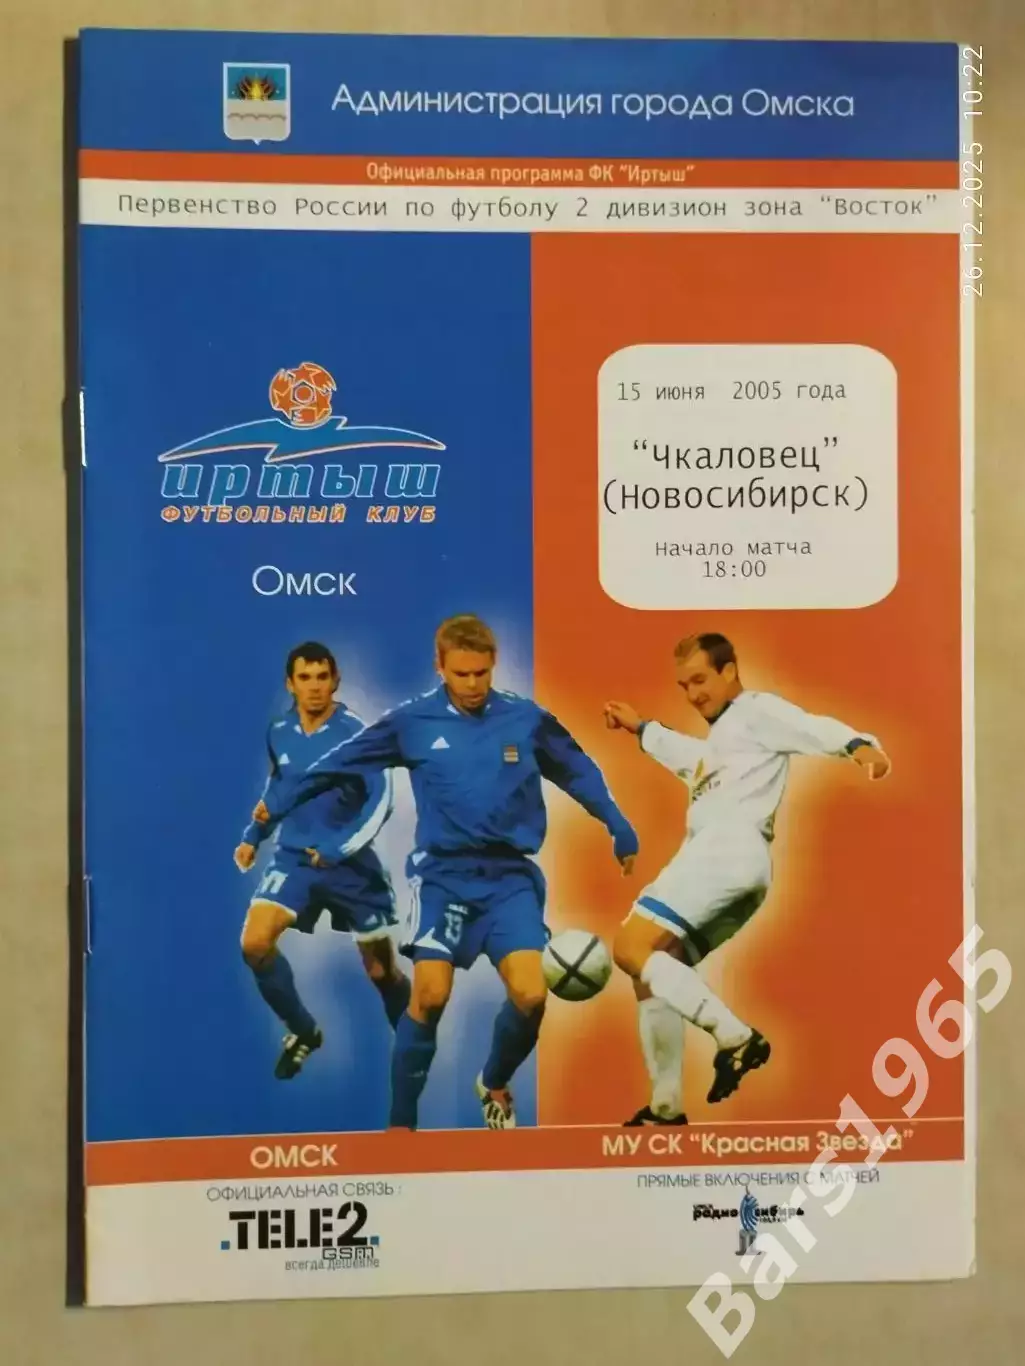 Администрация города Омска
Официальная программа ФК "Иртыш"
Первенство России по футболу 2 дивизион зона "Восток"
26.12.2025 10:22
15 июня 2005 года
"Чкаловец"
(Новосибирск)
Начало матча
18:00
иртыш
ФУТБОЛЬНЫЙ КЛУБ
Омск
ОМСК
МУ СК "Красная Звезда"
ОФИЦИАЛЬНАЯ СВЯЗЬ:
.TELE2.
GSM
всегда дешевле
ПРЯМЫЕ ВКЛЮЧЕНИЯ С МАТЧЕЙ
радио сибирь
Bars1965